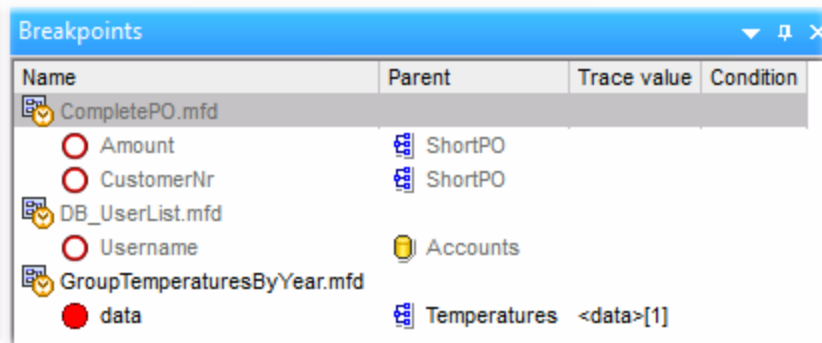 Breakpoints
Name Parent Trace value Condition
CompletePO.mfd
Amount ShortPO
CustomerNr ShortPO
DB_UserList.mfd
Username Accounts
GroupTemperaturesByYear.mfd
data Temperatures <data>[1]